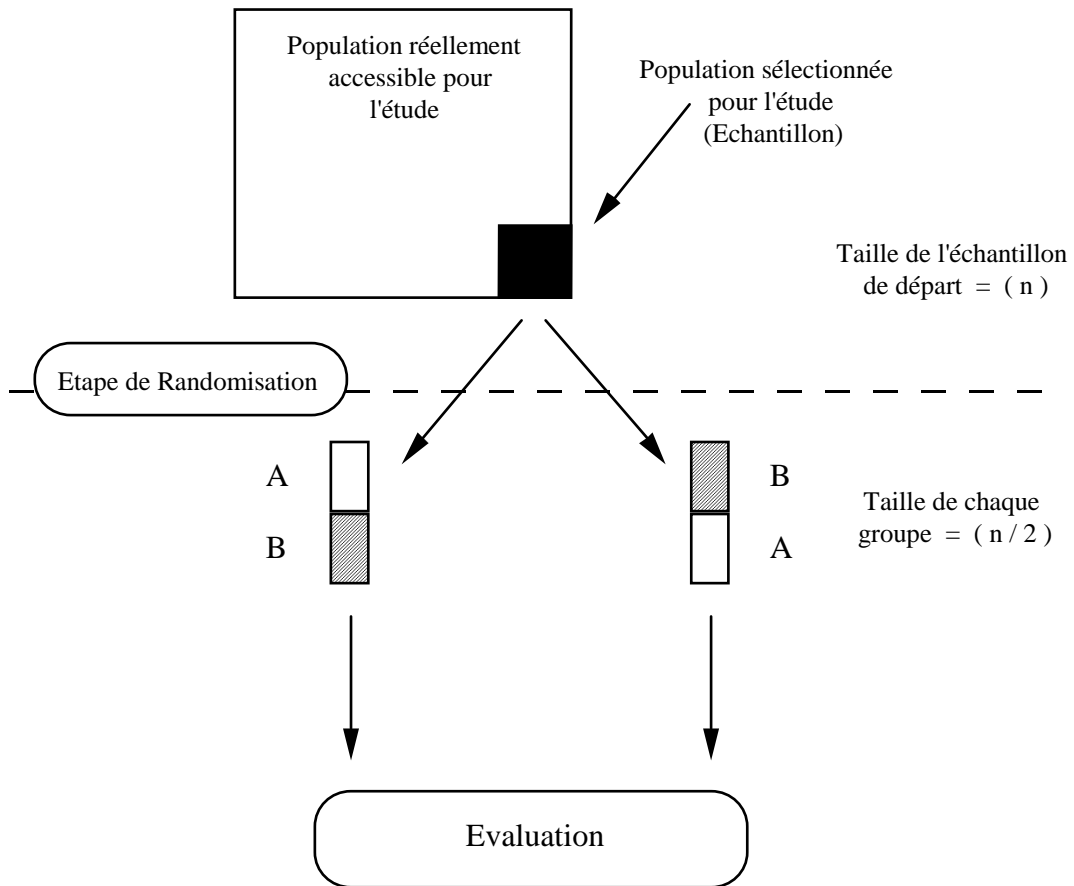 Population réellement
accessible pour
l'étude
Population sélectionnée
pour l'étude
(Echantillon)
Taille de l'échantillon
de départ = ( n )
Etape de Randomisation
A
B
B
A
Taille de chaque
groupe = ( n / 2 )
Evaluation